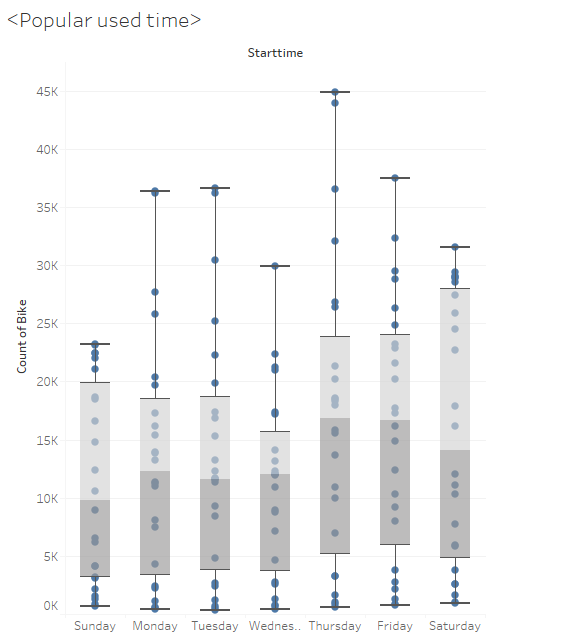 <Popular used time>
Starttime
45K
40K
35K
30K
25K
20K
15K
10K
5K
0K
Count of Bike
Sunday Monday Tuesday Wednes.. Thursday Friday Saturday